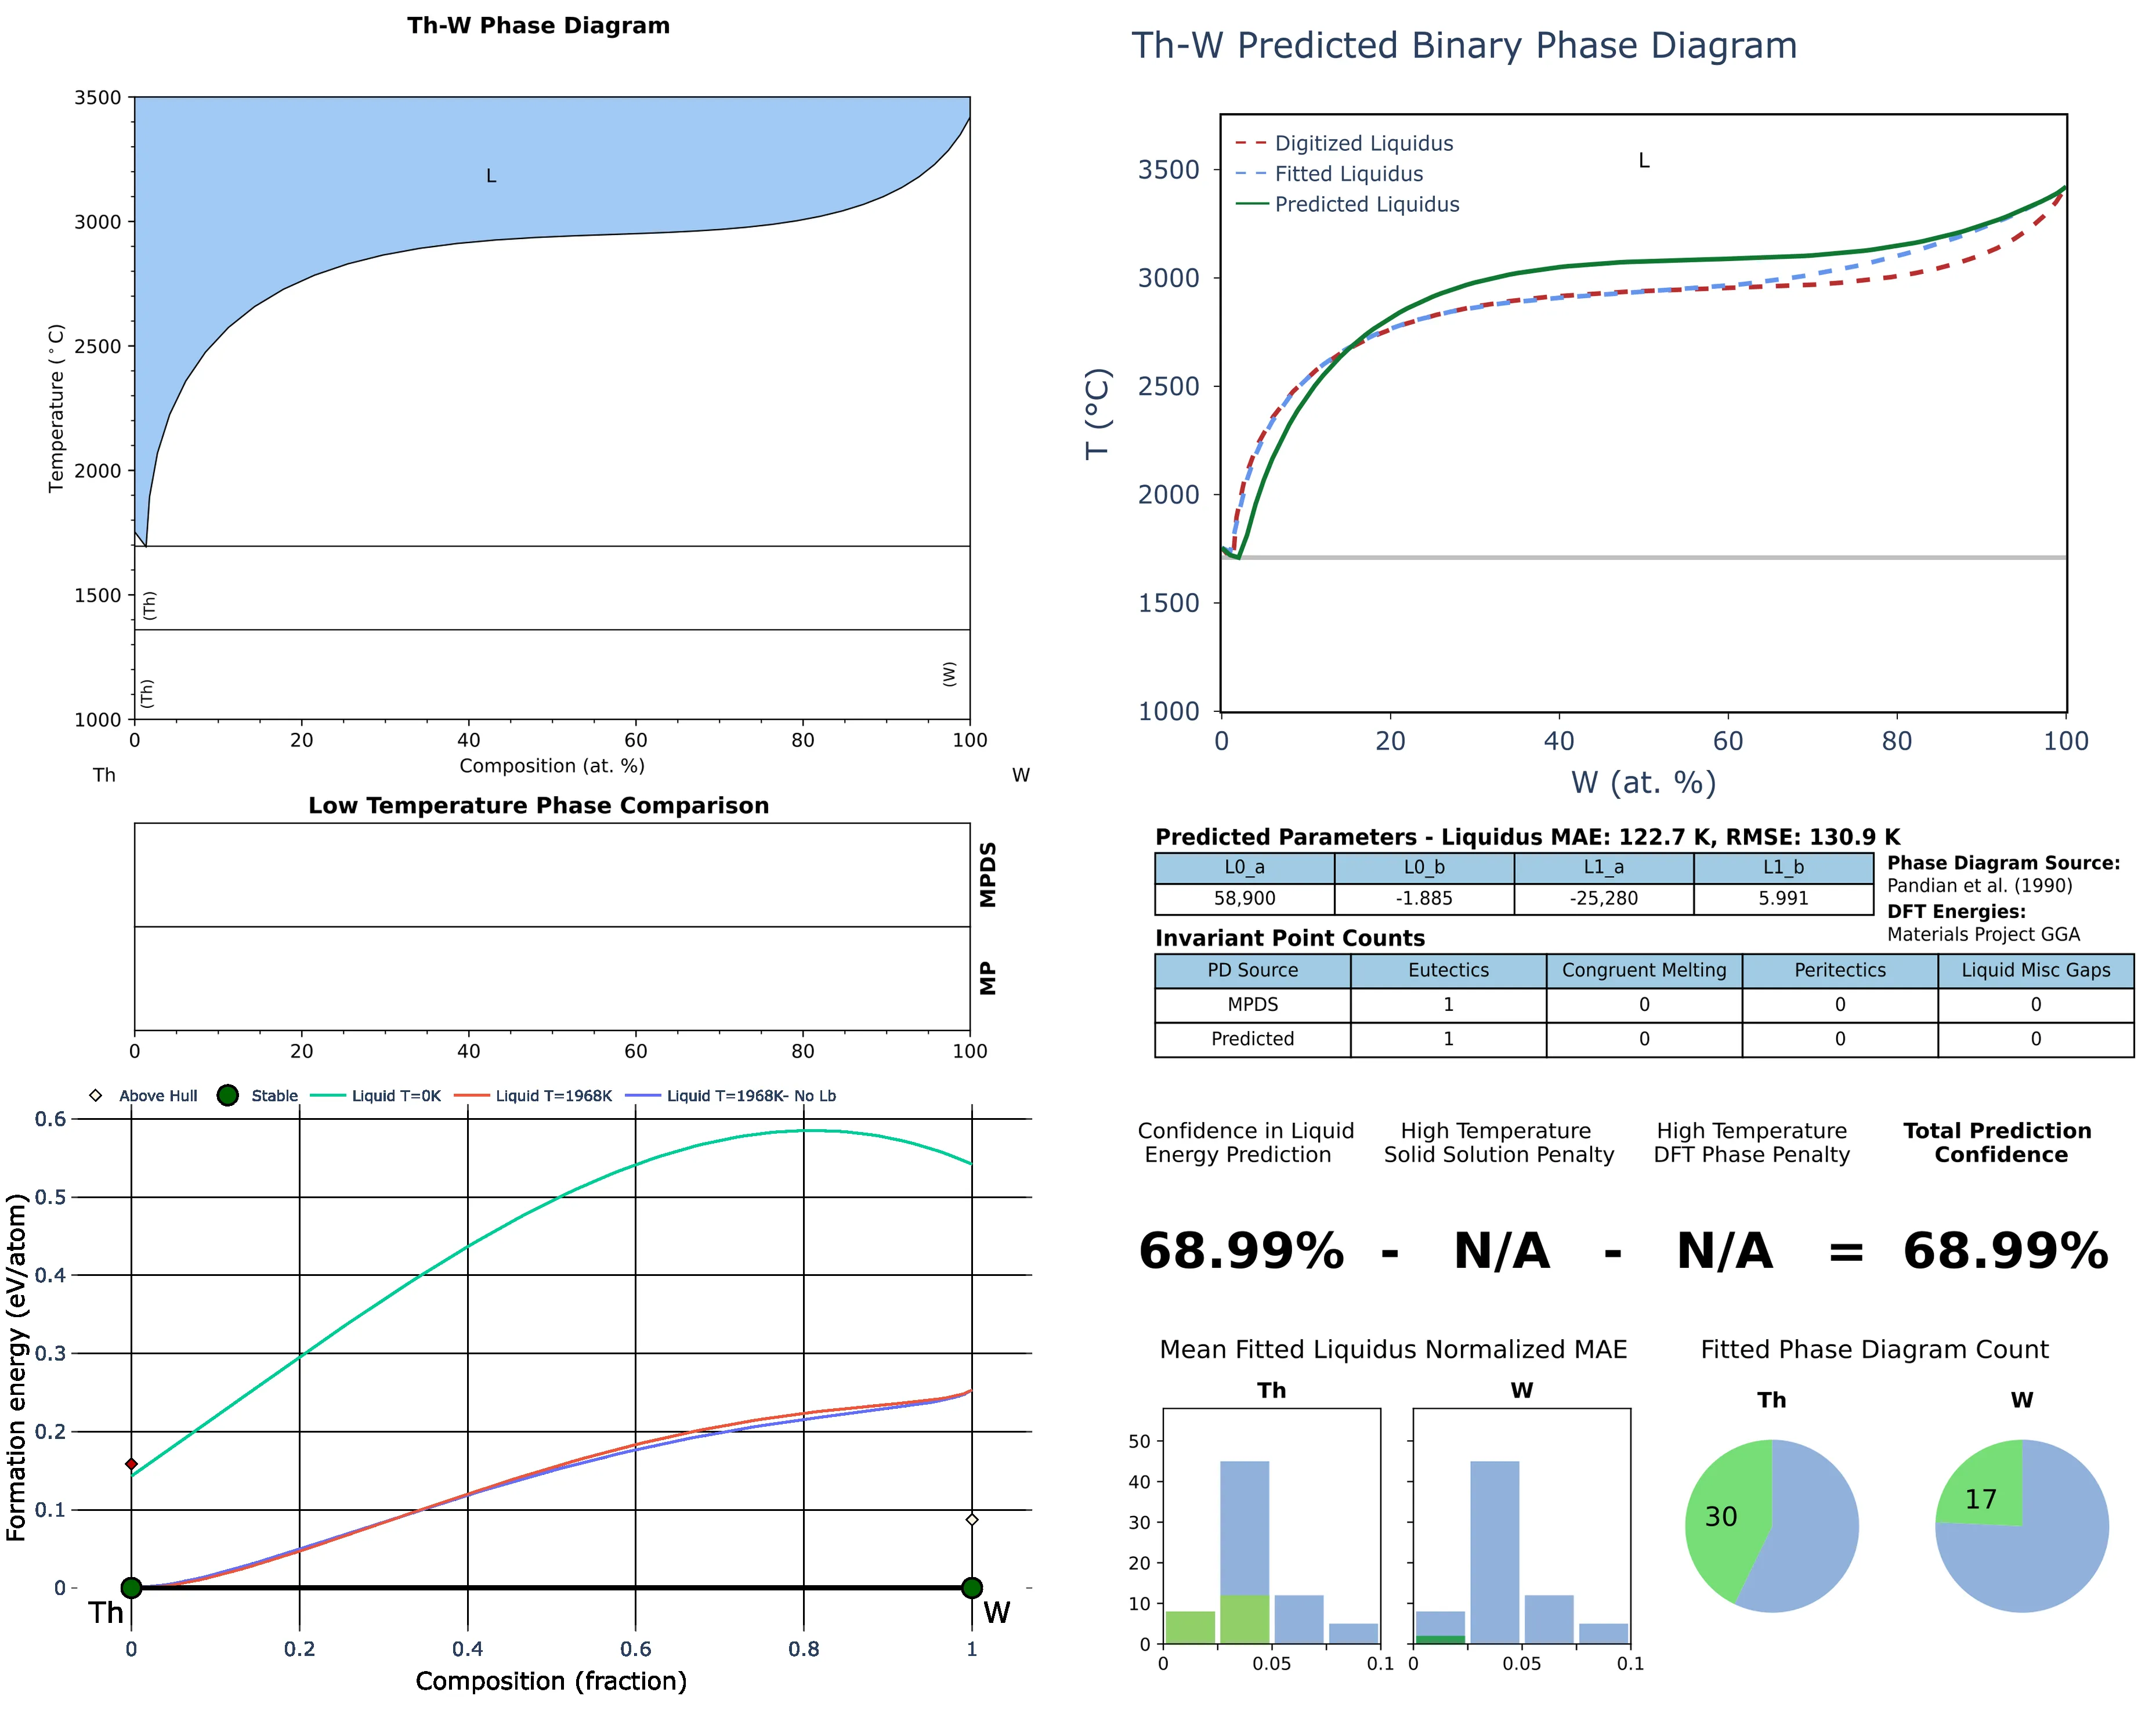 Th-W Phase Diagram
3500
3000
2500
2000
1500
1000
Temperature (°C)
L
(Th)
(Th)
(W)
0 20 40 60 80 100
Composition (at. %)
Th W
Low Temperature Phase Comparison
MPDS
MP
0 20 40 60 80 100
Above Hull Stable Liquid T=0K Liquid T=1968K Liquid T=1968K- No Lb
0.6
0.5
0.4
0.3
0.2
0.1
0
Formation energy (eV/atom)
Th W
0 0.2 0.4 0.6 0.8 1
Composition (fraction)
Th-W Predicted Binary Phase Diagram
Digitized Liquidus
Fitted Liquidus
Predicted Liquidus
L
3500
3000
2500
2000
1500
1000
T (°C)
0 20 40 60 80 100
W (at. %)
Predicted Parameters - Liquidus MAE: 122.7 K, RMSE: 130.9 K
L0_a L0_b L1_a L1_b
58,900 -1.885 -25,280 5.991
Phase Diagram Source:
Pandian et al. (1990)
DFT Energies:
Materials Project GGA
Invariant Point Counts
PD Source Eutectics Congruent Melting Peritectics Liquid Misc Gaps
MPDS 1 0 0 0
Predicted 1 0 0 0
Confidence in Liquid
Energy Prediction
High Temperature
Solid Solution Penalty
High Temperature
DFT Phase Penalty
Total Prediction
Confidence
68.99% - N/A - N/A = 68.99%
Mean Fitted Liquidus Normalized MAE
Th W
50
40
30
20
10
0
0 0.05 0.1
0 0.05 0.1
Fitted Phase Diagram Count
Th W
30
17